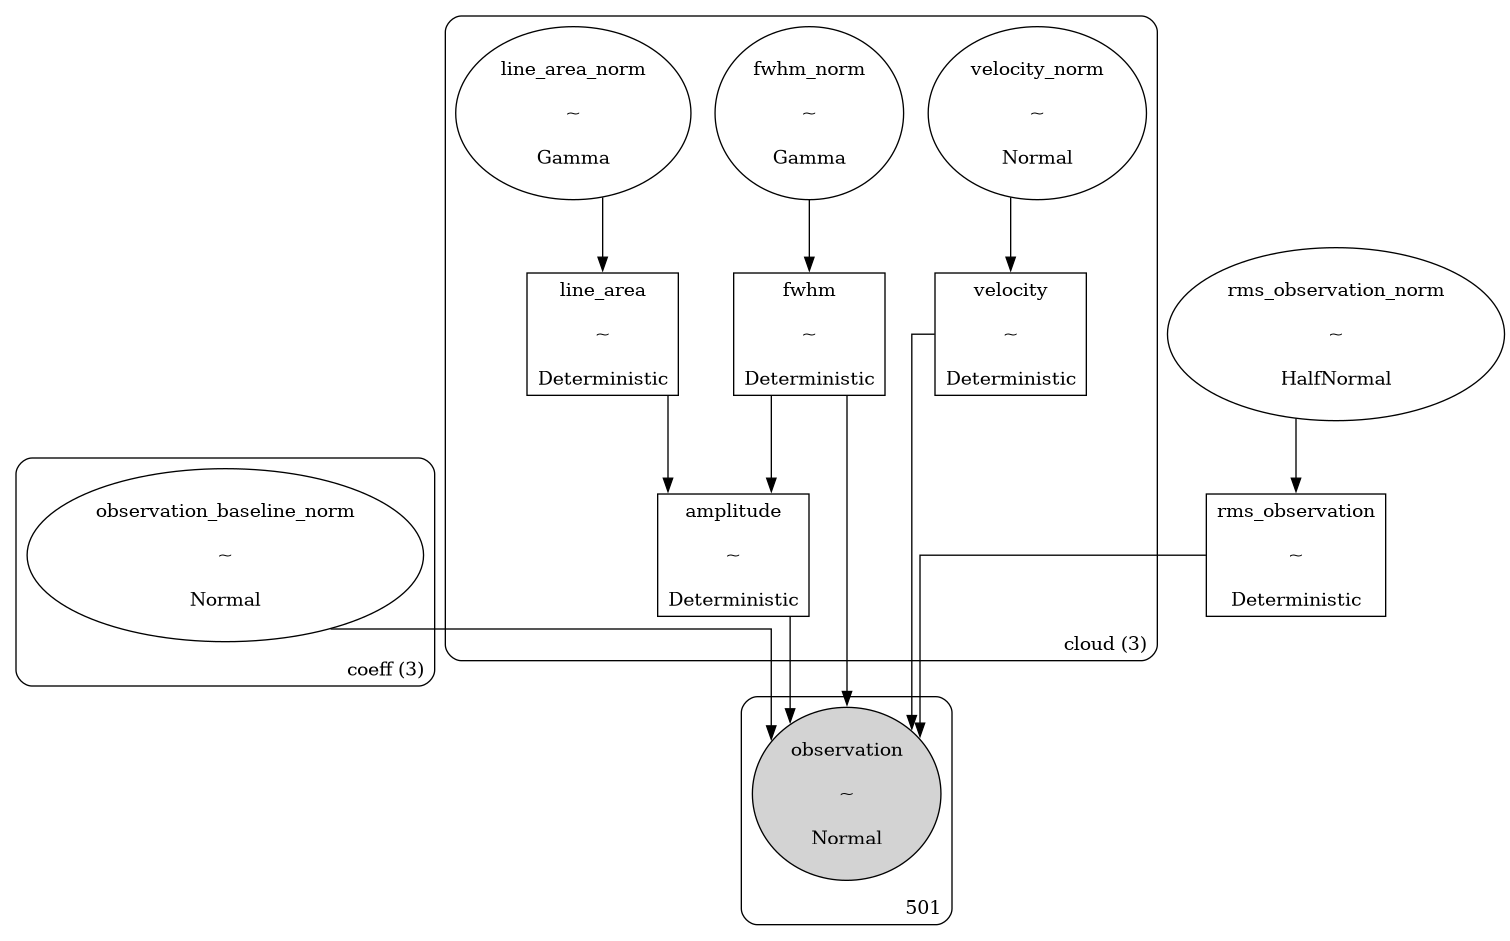 line_area_norm
~
Gamma
fwhm_norm
~
Gamma
velocity_norm
~
Normal
line_area
~
Deterministic
fwhm
~
Deterministic
velocity
~
Deterministic
rms_observation_norm
~
HalfNormal
observation_baseline_norm
~
Normal
coeff (3)
amplitude
~
Deterministic
rms_observation
~
Deterministic
cloud (3)
observation
~
Normal
501